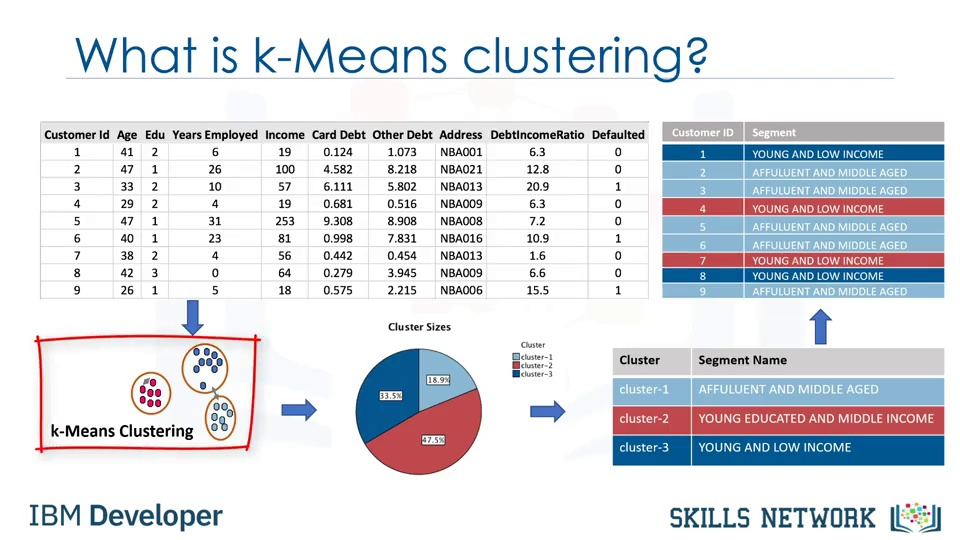 What is k-Means clustering?
Customer Id Age Edu Years Employed Income Card Debt Other Debt Address DebtIncomeRatio Defaulted
1 41 2 6 19 0.124 1.073 NBA001 6.3 0
2 47 1 26 100 4.582 8.218 NBA021 12.8 0
3 33 2 10 57 6.111 5.802 NBA013 20.9 1
4 29 2 4 19 0.681 0.516 NBA009 6.3 0
5 47 1 31 253 9.308 8.908 NBA008 7.2 0
6 40 1 23 81 0.998 7.831 NBA016 10.9 1
7 38 2 4 56 0.442 0.454 NBA013 1.6 0
8 42 3 0 64 0.279 3.945 NBA009 6.6 0
9 26 1 5 18 0.575 2.215 NBA006 15.5 1
Customer ID Segment
1 YOUNG AND LOW INCOME
2 AFFULUENT AND MIDDLE AGED
3 AFFULUENT AND MIDDLE AGED
4 YOUNG AND LOW INCOME
5 AFFULUENT AND MIDDLE AGED
6 AFFULUENT AND MIDDLE AGED
7 YOUNG AND LOW INCOME
8 YOUNG AND LOW INCOME
9 AFFULUENT AND MIDDLE AGED
k-Means Clustering
Cluster Sizes
18.9%
33.5%
47.5%
Cluster
cluster-1
cluster-2
cluster-3
Cluster Segment Name
cluster-1 AFFULUENT AND MIDDLE AGED
cluster-2 YOUNG EDUCATED AND MIDDLE INCOME
cluster-3 YOUNG AND LOW INCOME
IBM Developer
SKILLS NETWORK